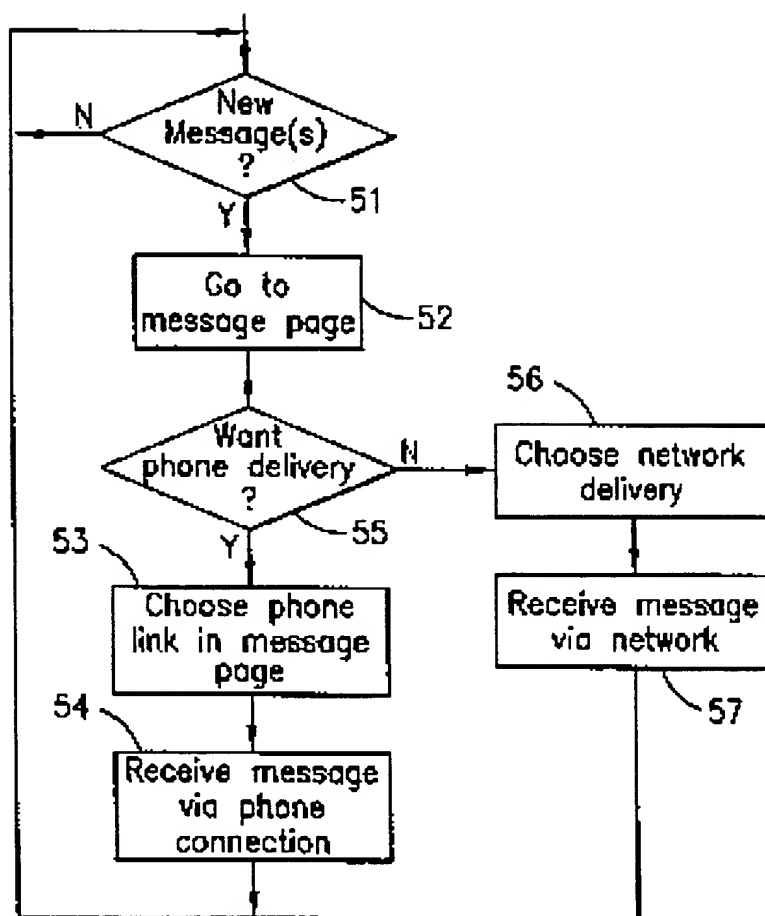 New
Message(s)
?
N
51
Y
Go to
message page
52
Want
phone delivery
?
N
55
Y
56
Choose network
delivery
53
Choose phone
link in message
page
Receive message
via network
57
54
Receive message
via phone
connection